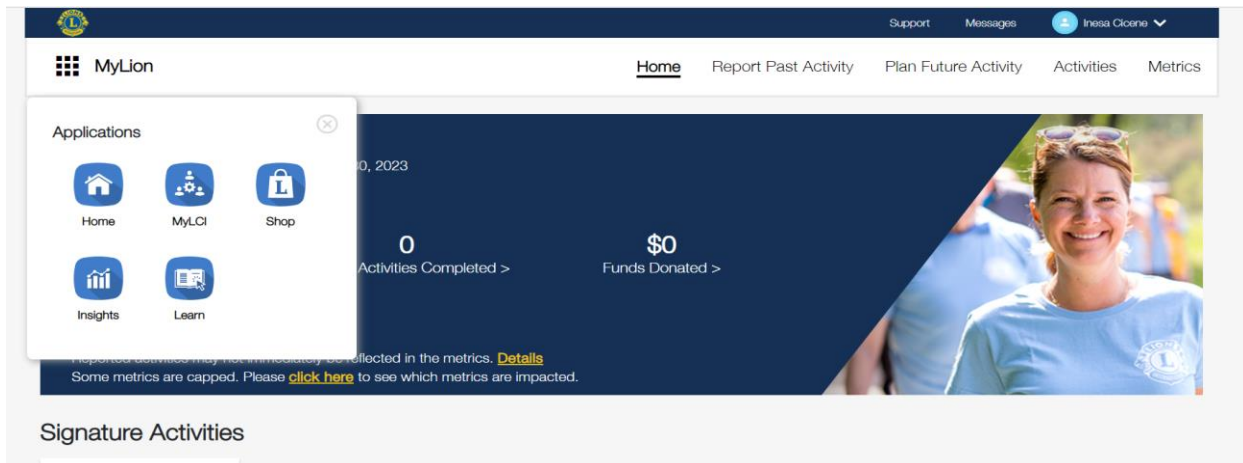 Support Messages Inesa Cicene
MyLion
Home Report Past Activity Plan Future Activity Activities Metrics
Applications
Home MyLCI Shop
Insights Learn
0, 2023
0 $0
Activities Completed > Funds Donated >
may not immediately be reflected in the metrics. Details
Some metrics are capped. Please click here to see which metrics are impacted.
Signature Activities